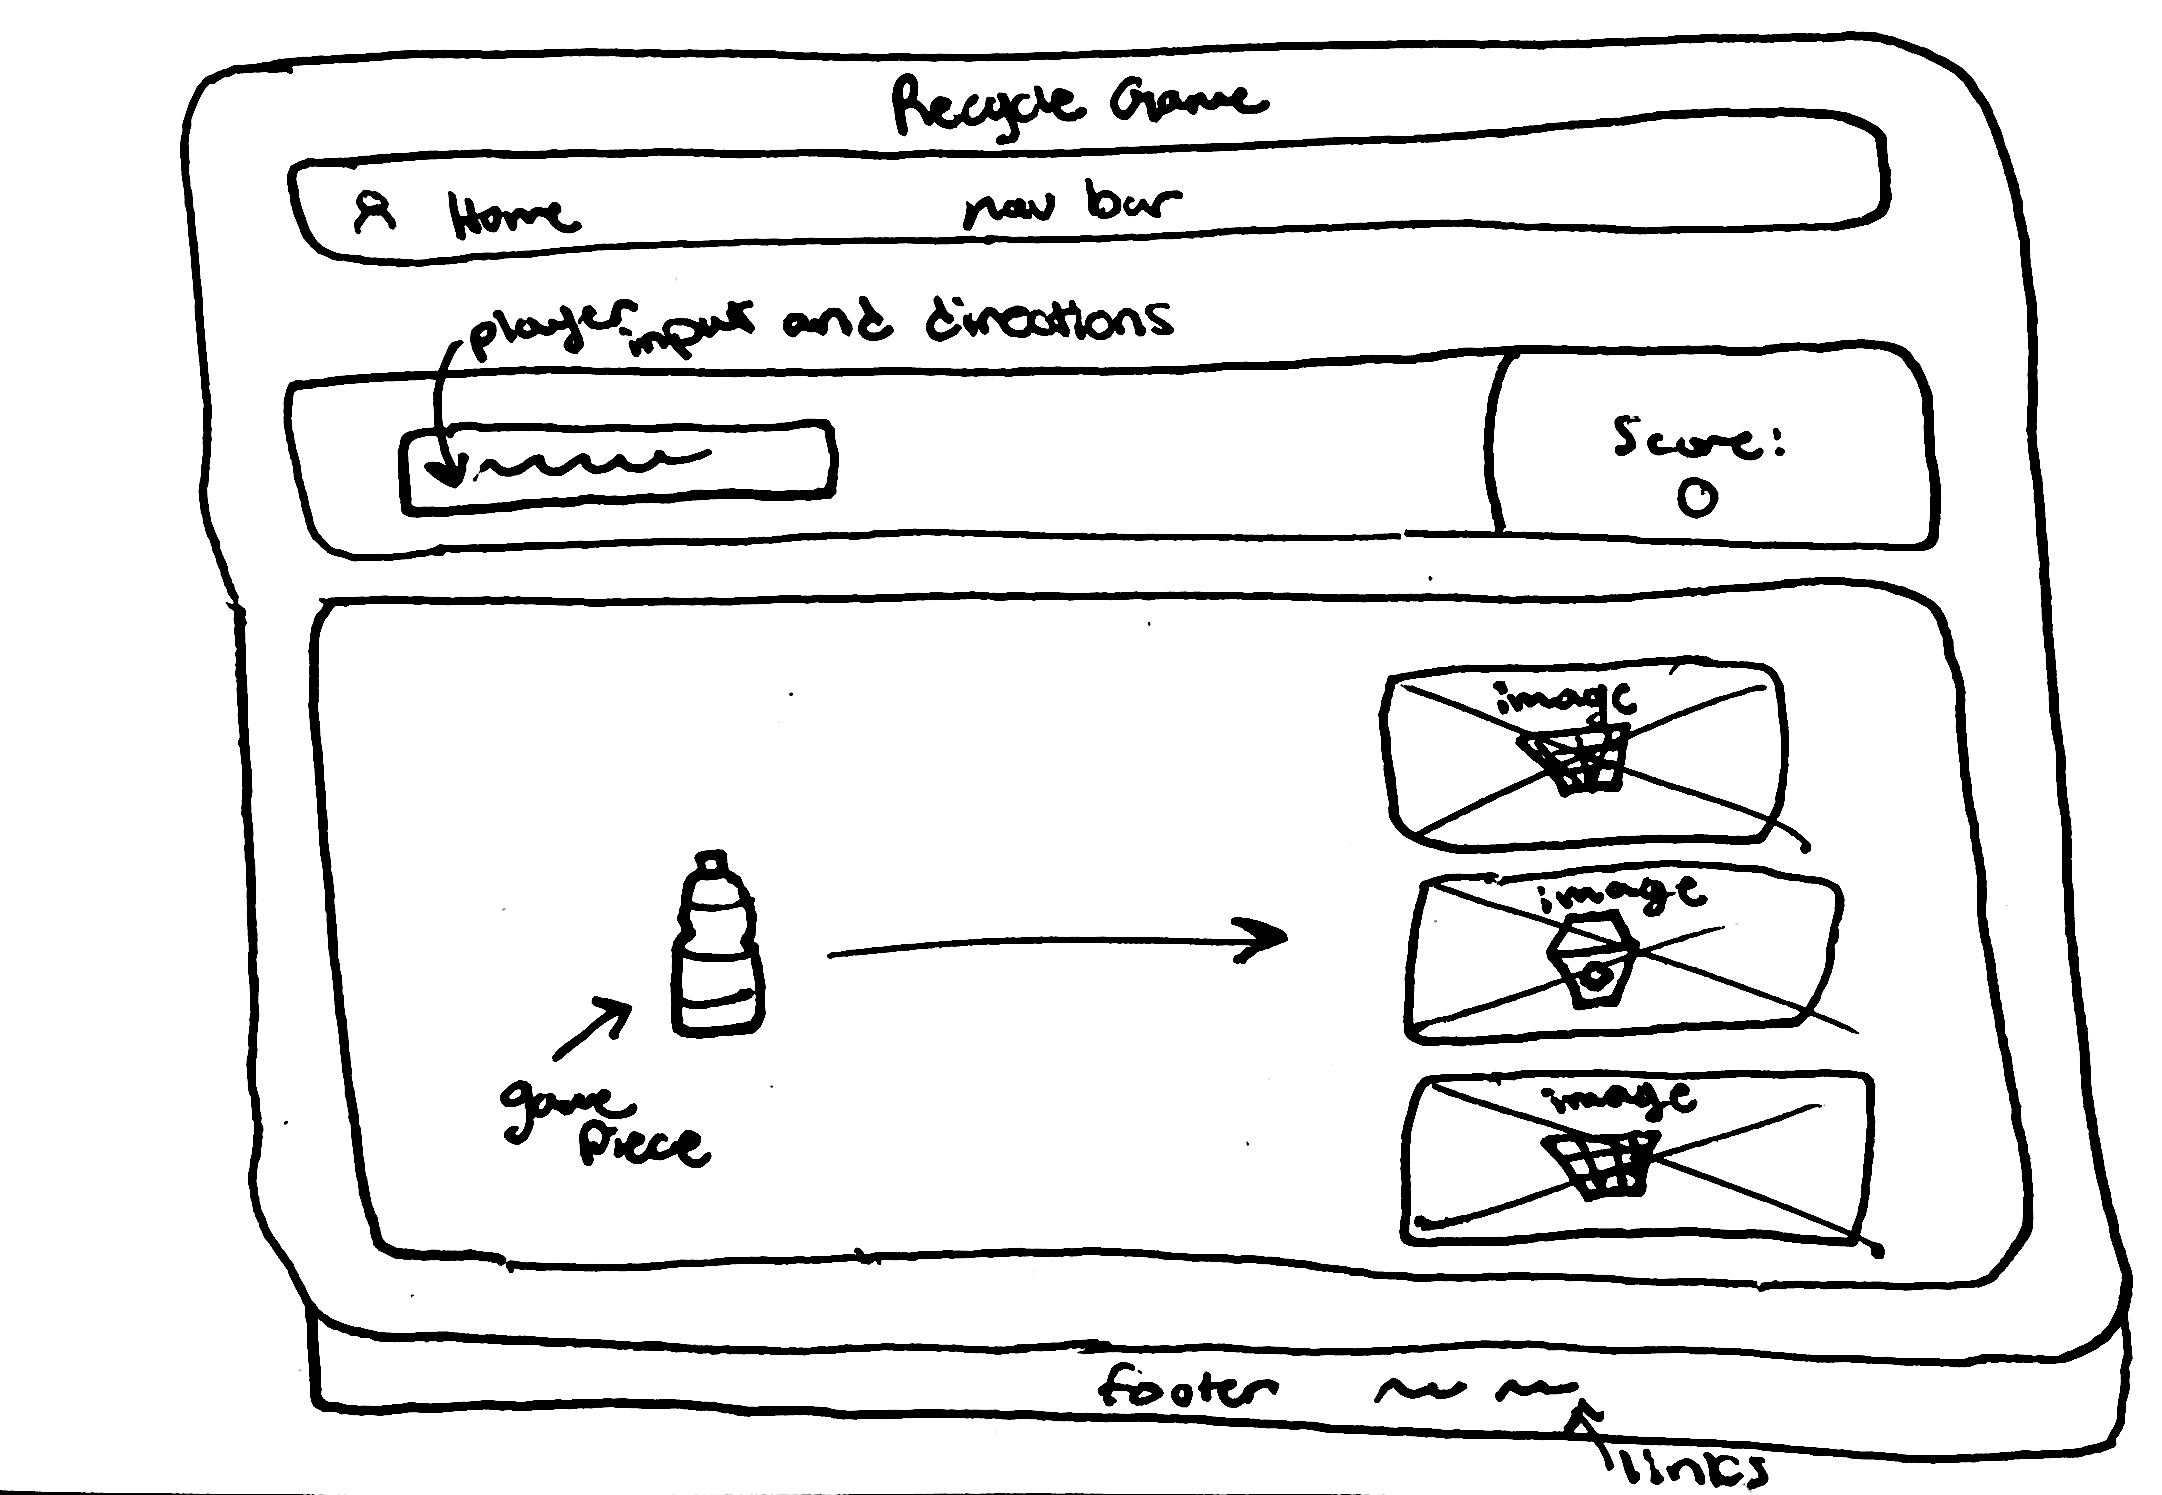 Recycle Game
Home nav bar
player input and directions
Score:
0
image
image
game
piece
image
footer
links